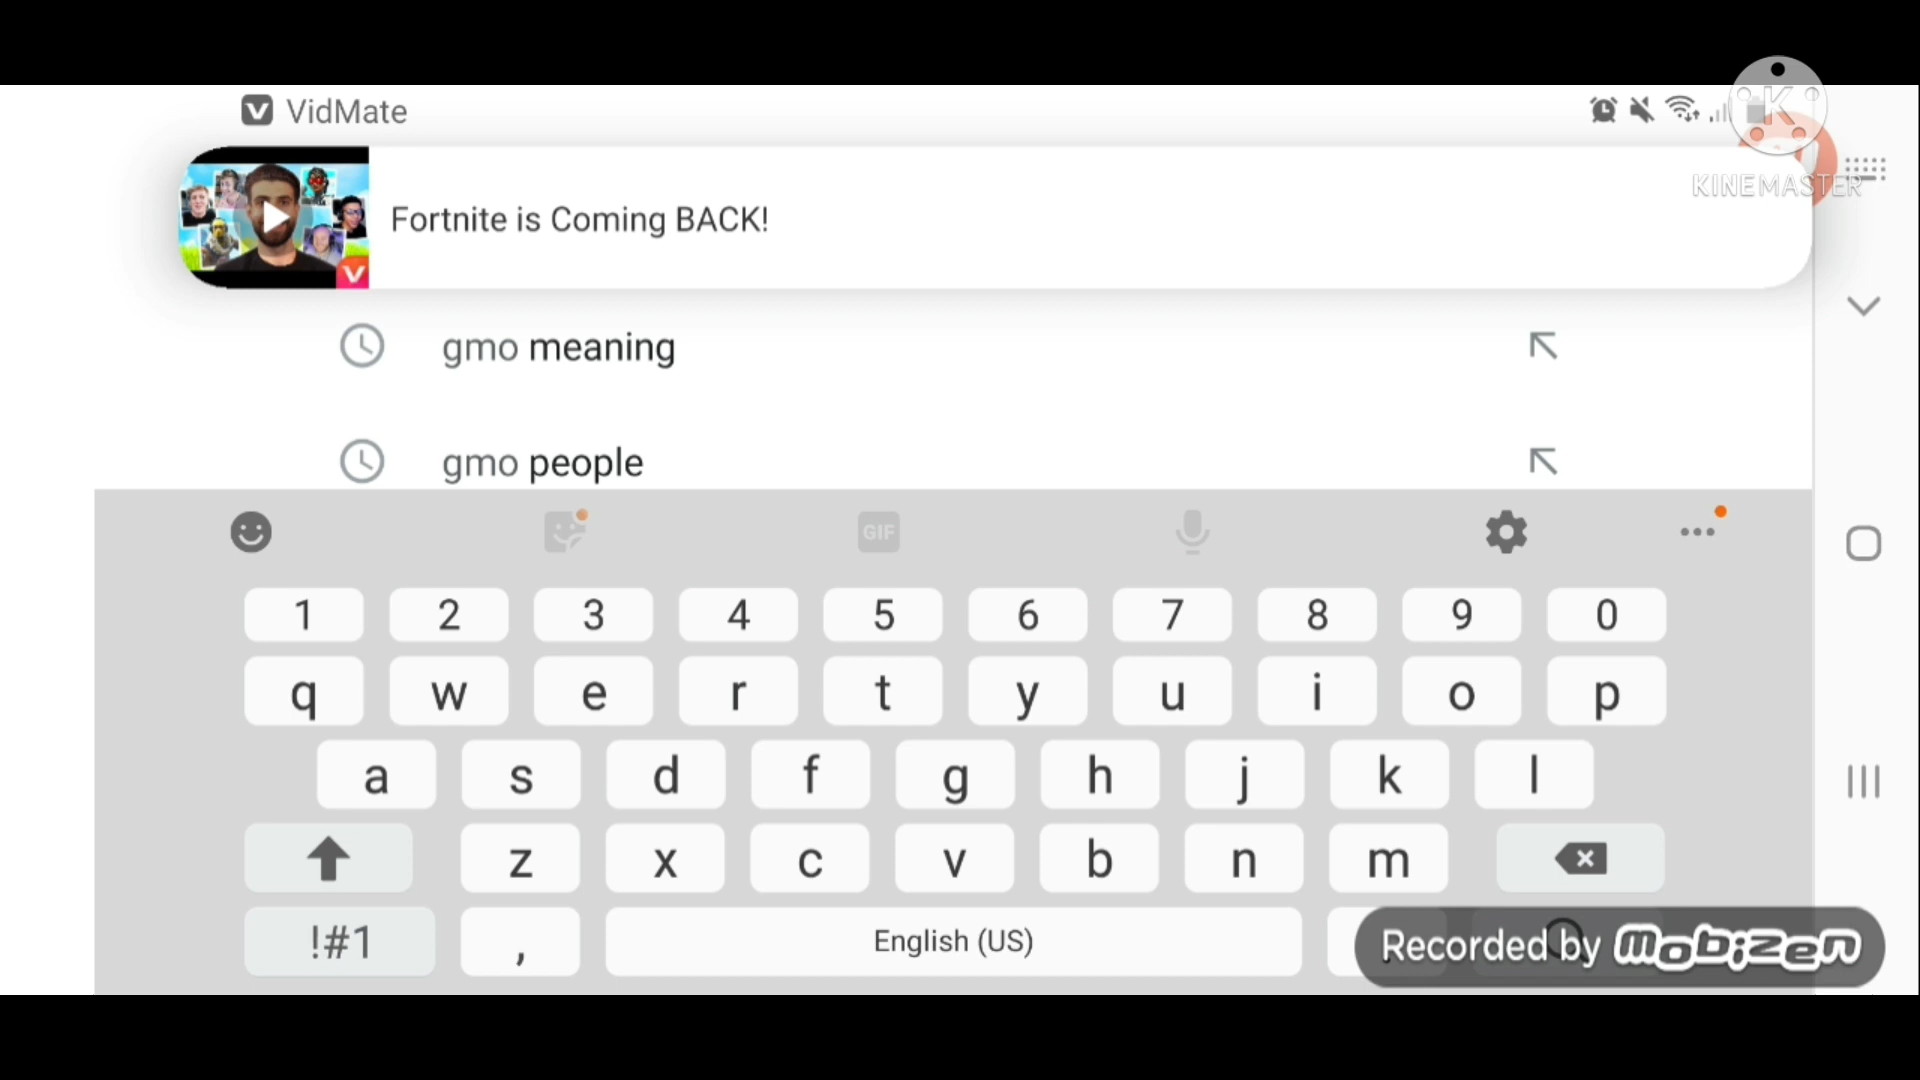 VidMate
KINEMASTER
Fortnite is Coming BACK!
gmo meaning
gmo people
GIF
1 2 3 4 5 6 7 8 9 0
q w e r t y u i o p
a s d f g h j k l
z x c v b n m
!#1 , English (US)
Recorded by mobizen